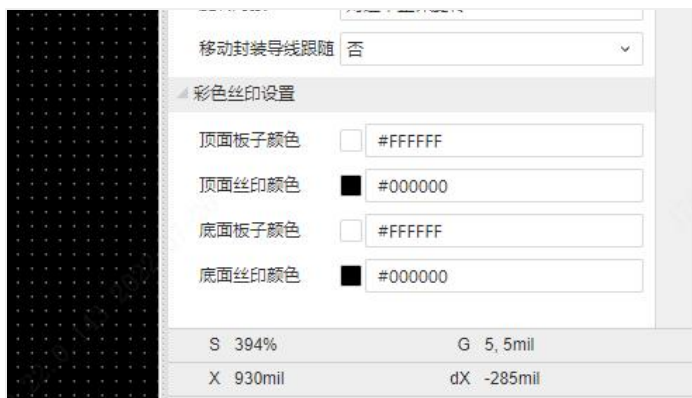 移动封装导线跟随 否
彩色丝印设置
顶面板子颜色 #FFFFFF
顶面丝印颜色 #000000
底面板子颜色 #FFFFFF
底面丝印颜色 #000000
S 394% G 5, 5mil
X 930mil dX -285mil